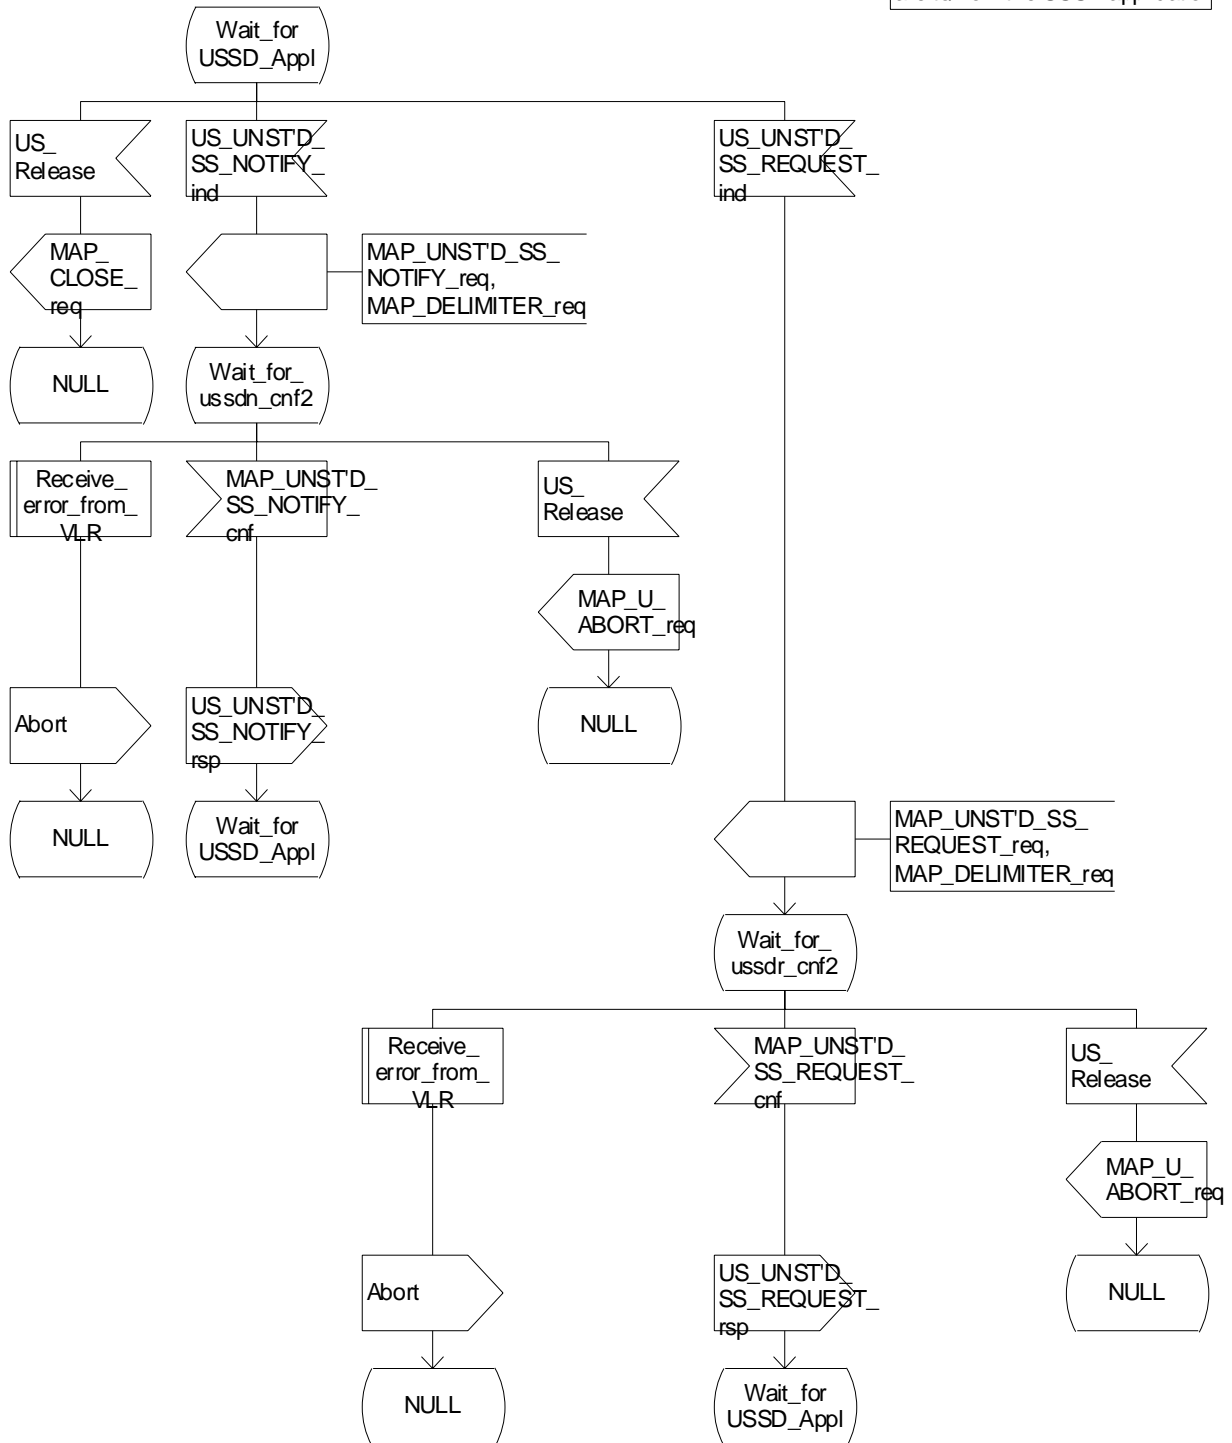 Wait_for
USSD_Appl
US_
Release
US_UNST'D_
SS_NOTIFY_
ind
US_UNST'D_
SS_REQUEST_
ind
MAP_
CLOSE_
req
MAP_UNST'D_SS_
NOTIFY_req,
MAP_DELIMITER_req
NULL
Wait_for_
ussdn_cnf2
Receive_
error_from_
VLR
MAP_UNST'D_
SS_NOTIFY_
cnf
US_
Release
MAP_U_
ABORT_req
Abort
US_UNST'D_
SS_NOTIFY_
rsp
NULL
NULL
Wait_for
USSD_Appl
MAP_UNST'D_SS_
REQUEST_req,
MAP_DELIMITER_req
Wait_for_
ussdr_cnf2
Receive_
error_from_
VLR
MAP_UNST'D_
SS_REQUEST_
cnf
US_
Release
MAP_U_
ABORT_req
Abort
US_UNST'D_
SS_REQUEST_
rsp
NULL
NULL
Wait_for
USSD_Appl